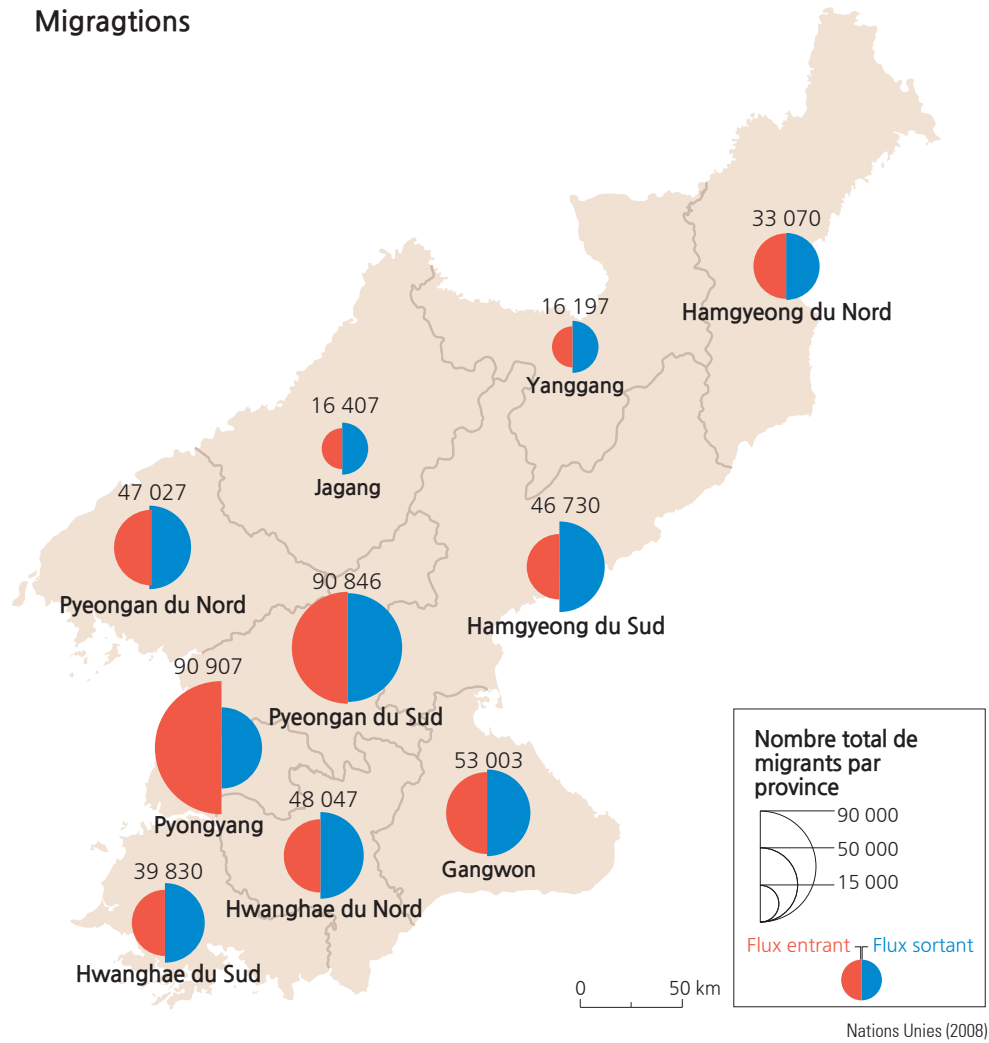 Migragtions
33 070
Hamgyeong du Nord
16 197
Yanggang
16 407
Jagang
47 027
Pyeongan du Nord
46 730
Hamgyeong du Sud
90 846
Pyeongan du Sud
90 907
Pyongyang
53 003
Gangwon
48 047
Hwanghae du Nord
39 830
Hwanghae du Sud
Nombre total de
migrants par
province
90 000
50 000
15 000
Flux entrant Flux sortant
0 50 km
Nations Unies (2008)